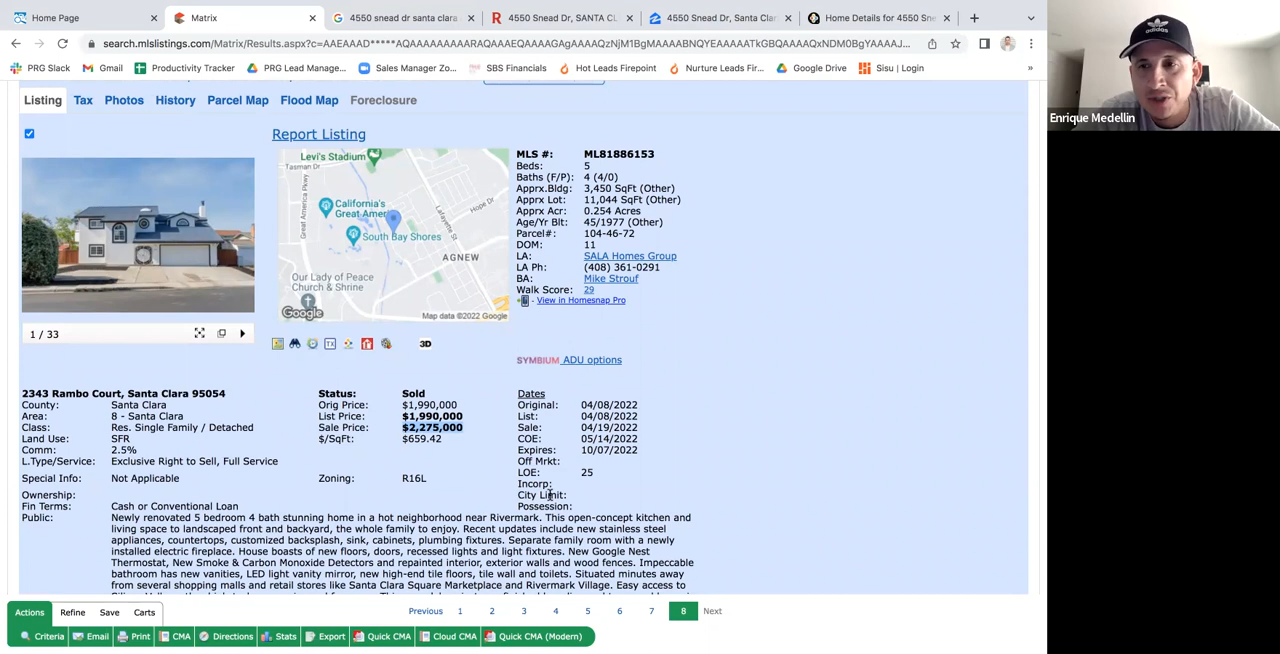 Home Page
Matrix
4550 snead dr santa clara
4550 Snead Dr, SANTA CL
4550 Snead Dr, Santa Clar
Home Details for 4550 Sne
search.mlslistings.com/Matrix/Results.aspx?c=AAEAAAD*****AQAAAAAAAAARAQAAAEQAAAAGAgAAAAQzNjM1BgMAAAABNQYEAAAAATkGBQAAAAQxNDM0BgYAAAAJ...
PRG Slack
Gmail
Productivity Tracker
PRG Lead Manage...
Sales Manager Zo...
SBS Financials
Hot Leads Firepoint
Nurture Leads Fir...
Google Drive
Sisu | Login
»
Enrique Medellin
adidas
Listing
Tax
Photos
History
Parcel Map
Flood Map
Foreclosure
Report Listing
Levi's Stadium
Tasman Dr
Great America Pkwy
California's
Great Amer
Hope Dr
Lafayette St
South Bay Shores
AGNEW
Our Lady of Peace
Church & Shrine
Google
Map data ©2022 Google
1 / 33
TX
3D
MLS #: ML81886153
Beds: 5
Baths (F/P): 4 (4/0)
Apprx.Bldg: 3,450 SqFt (Other)
Apprx Lot: 11,044 SqFt (Other)
Apprx Acr: 0.254 Acres
Age/Yr Blt: 45/1977 (Other)
Parcel#: 104-46-72
DOM: 11
LA: SALA Homes Group
LA Ph: (408) 361-0291
BA: Mike Strouf
Walk Score: 29
- View in Homesnap Pro
SYMBIUM ADU options
2343 Rambo Court, Santa Clara 95054
County: Santa Clara
Area: 8 - Santa Clara
Class: Res. Single Family / Detached
Land Use: SFR
Comm: 2.5%
L.Type/Service: Exclusive Right to Sell, Full Service
Special Info: Not Applicable
Ownership:
Fin Terms: Cash or Conventional Loan
Status: Sold
Orig Price: $1,990,000
List Price: $1,990,000
Sale Price: $2,275,000
$/SqFt: $659.42
Zoning: R16L
Dates
Original: 04/08/2022
List: 04/08/2022
Sale: 04/19/2022
COE: 05/14/2022
Expires: 10/07/2022
Off Mrkt:
LOE: 25
Incorp:
City Limit:
Possession:
Public: Newly renovated 5 bedroom 4 bath stunning home in a hot neighborhood near Rivermark. This open-concept kitchen and
living space to landscaped front and backyard, the whole family to enjoy. Recent updates include new stainless steel
appliances, countertops, customized backsplash, sink, cabinets, plumbing fixtures. Separate family room with a newly
installed electric fireplace. House boasts of new floors, doors, recessed lights and light fixtures. New Google Nest
Thermostat, New Smoke & Carbon Monoxide Detectors and repainted interior, exterior walls and wood fences. Impeccable
bathroom has new vanities, LED light vanity mirror, new high-end tile floors, tile wall and toilets. Situated minutes away
from several shopping malls and retail stores like Santa Clara Square Marketplace and Rivermark Village. Easy access to
Actions
Refine
Save
Carts
Previous 1 2 3 4 5 6 7 8 Next
Criteria
Email
Print
CMA
Directions
Stats
Export
Quick CMA
Cloud CMA
Quick CMA (Modern)